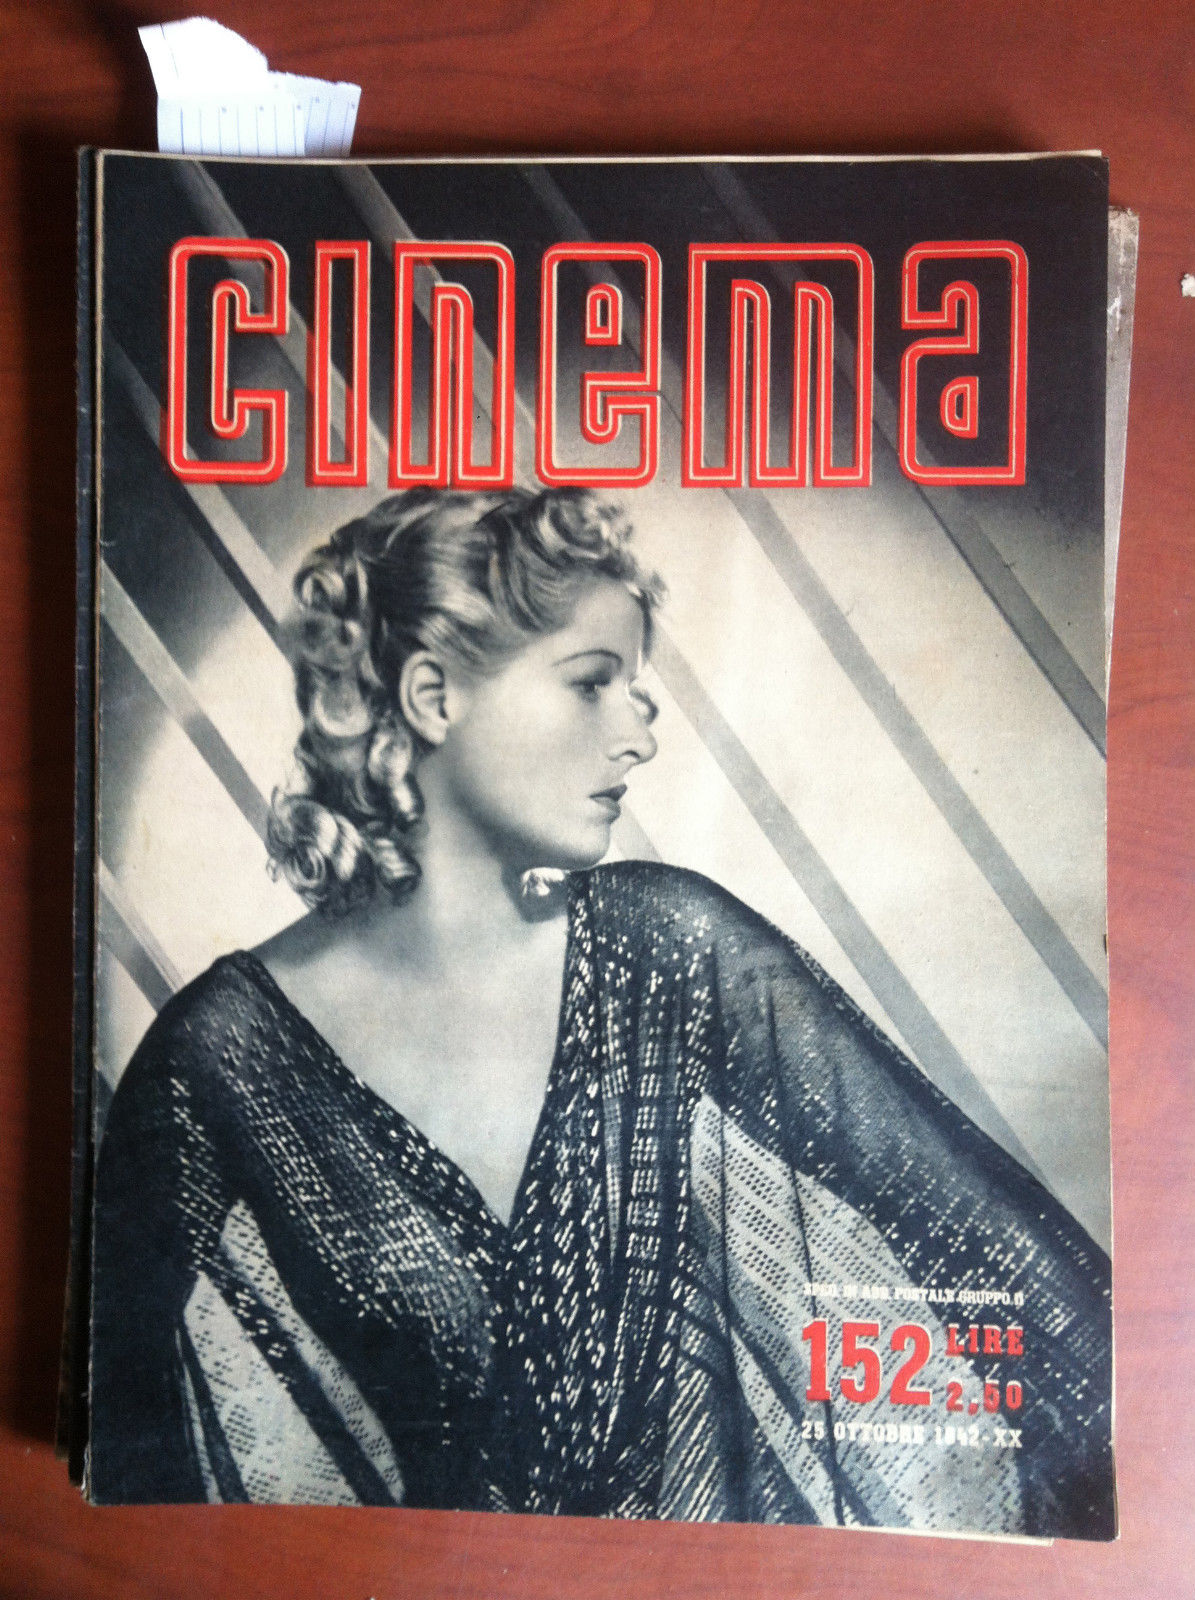 cinema
SPED. IN ABB. POSTALE GRUPPO II
152 LIRE
2,50
25 OTTOBRE 1942-XX